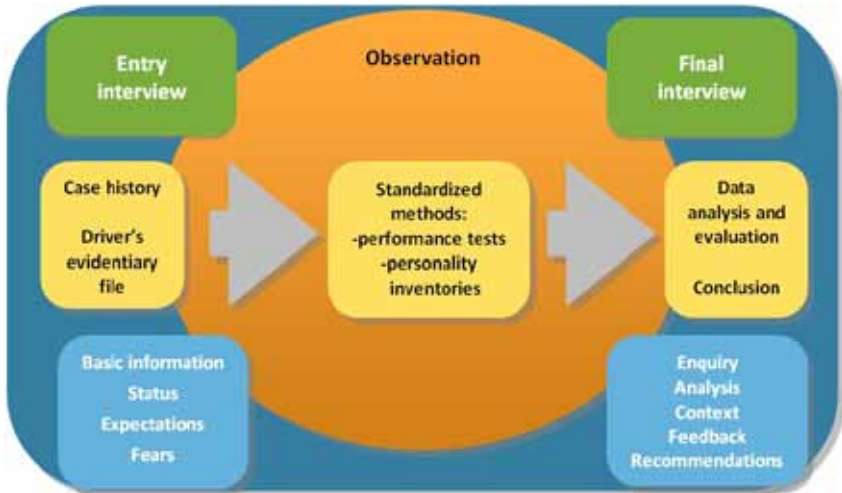 Entry
interview
Observation
Final
interview
Case history
Driver's
evidentiary
file
Standardized
methods:
-performance tests
-personality
inventories
Data
analysis and
evaluation
Conclusion
Basic information
Status
Expectations
Fears
Enquiry
Analysis
Context
Feedback
Recommendations